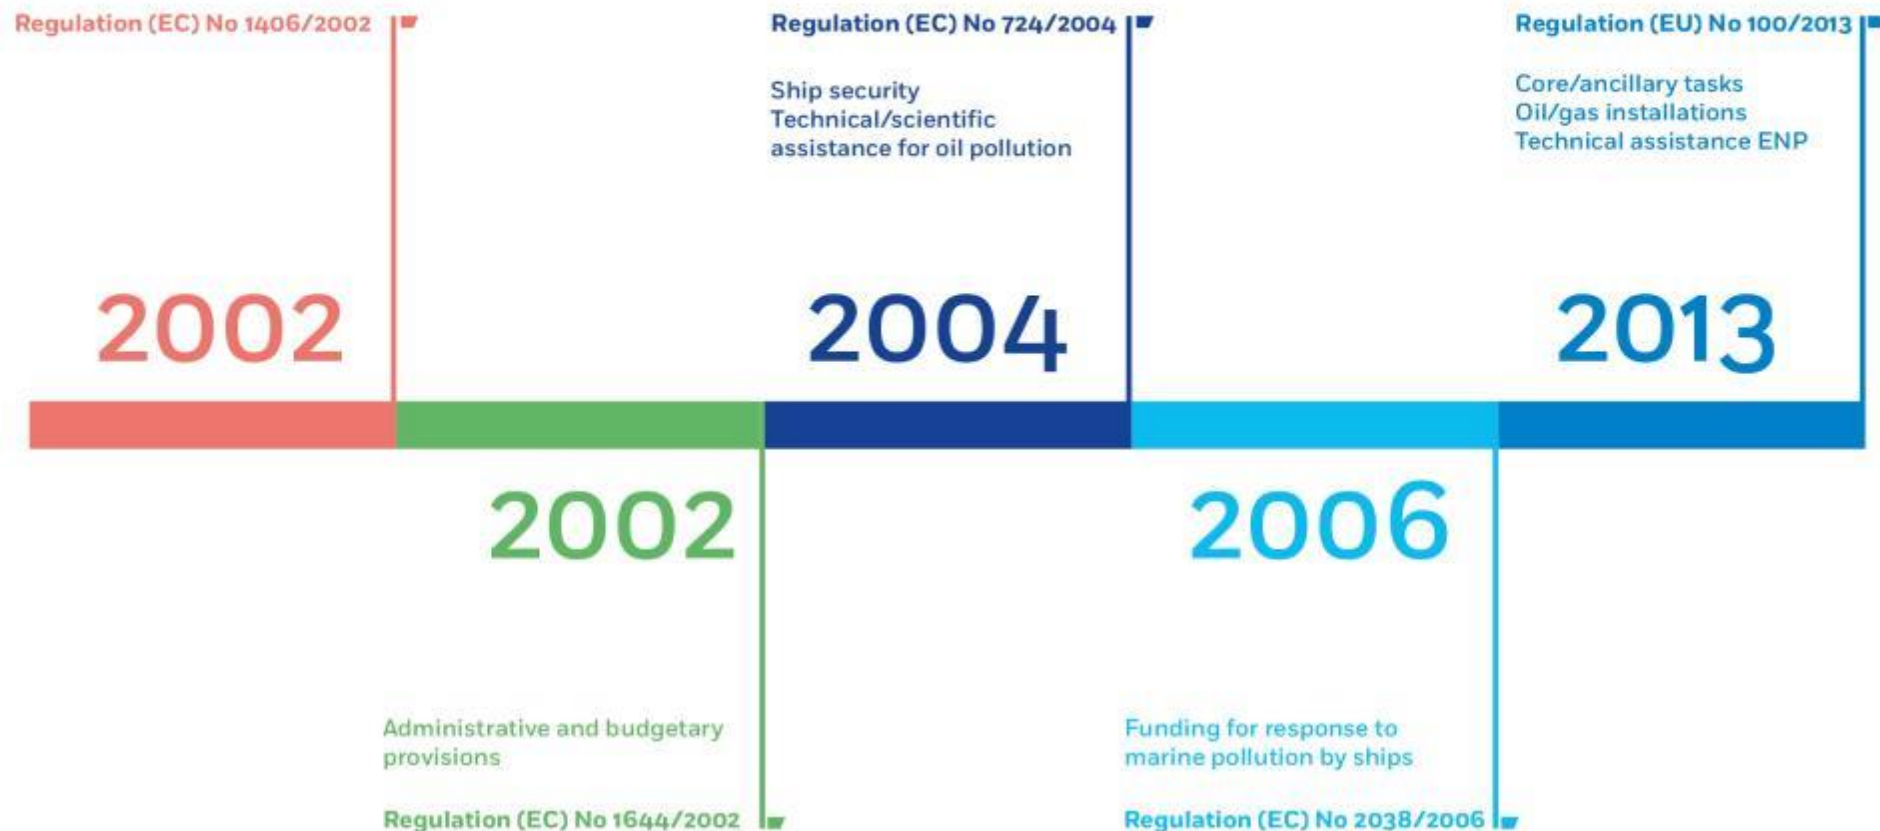 Regulation (EC) No 1406/2002
2002
2002
Administrative and budgetary
provisions
Regulation (EC) No 1644/2002
Regulation (EC) No 724/2004
Ship security
Technical/scientific
assistance for oil pollution
2004
2006
Funding for response to
marine pollution by ships
Regulation (EC) No 2038/2006
Regulation (EU) No 100/2013
Core/ancillary tasks
Oil/gas installations
Technical assistance ENP
2013